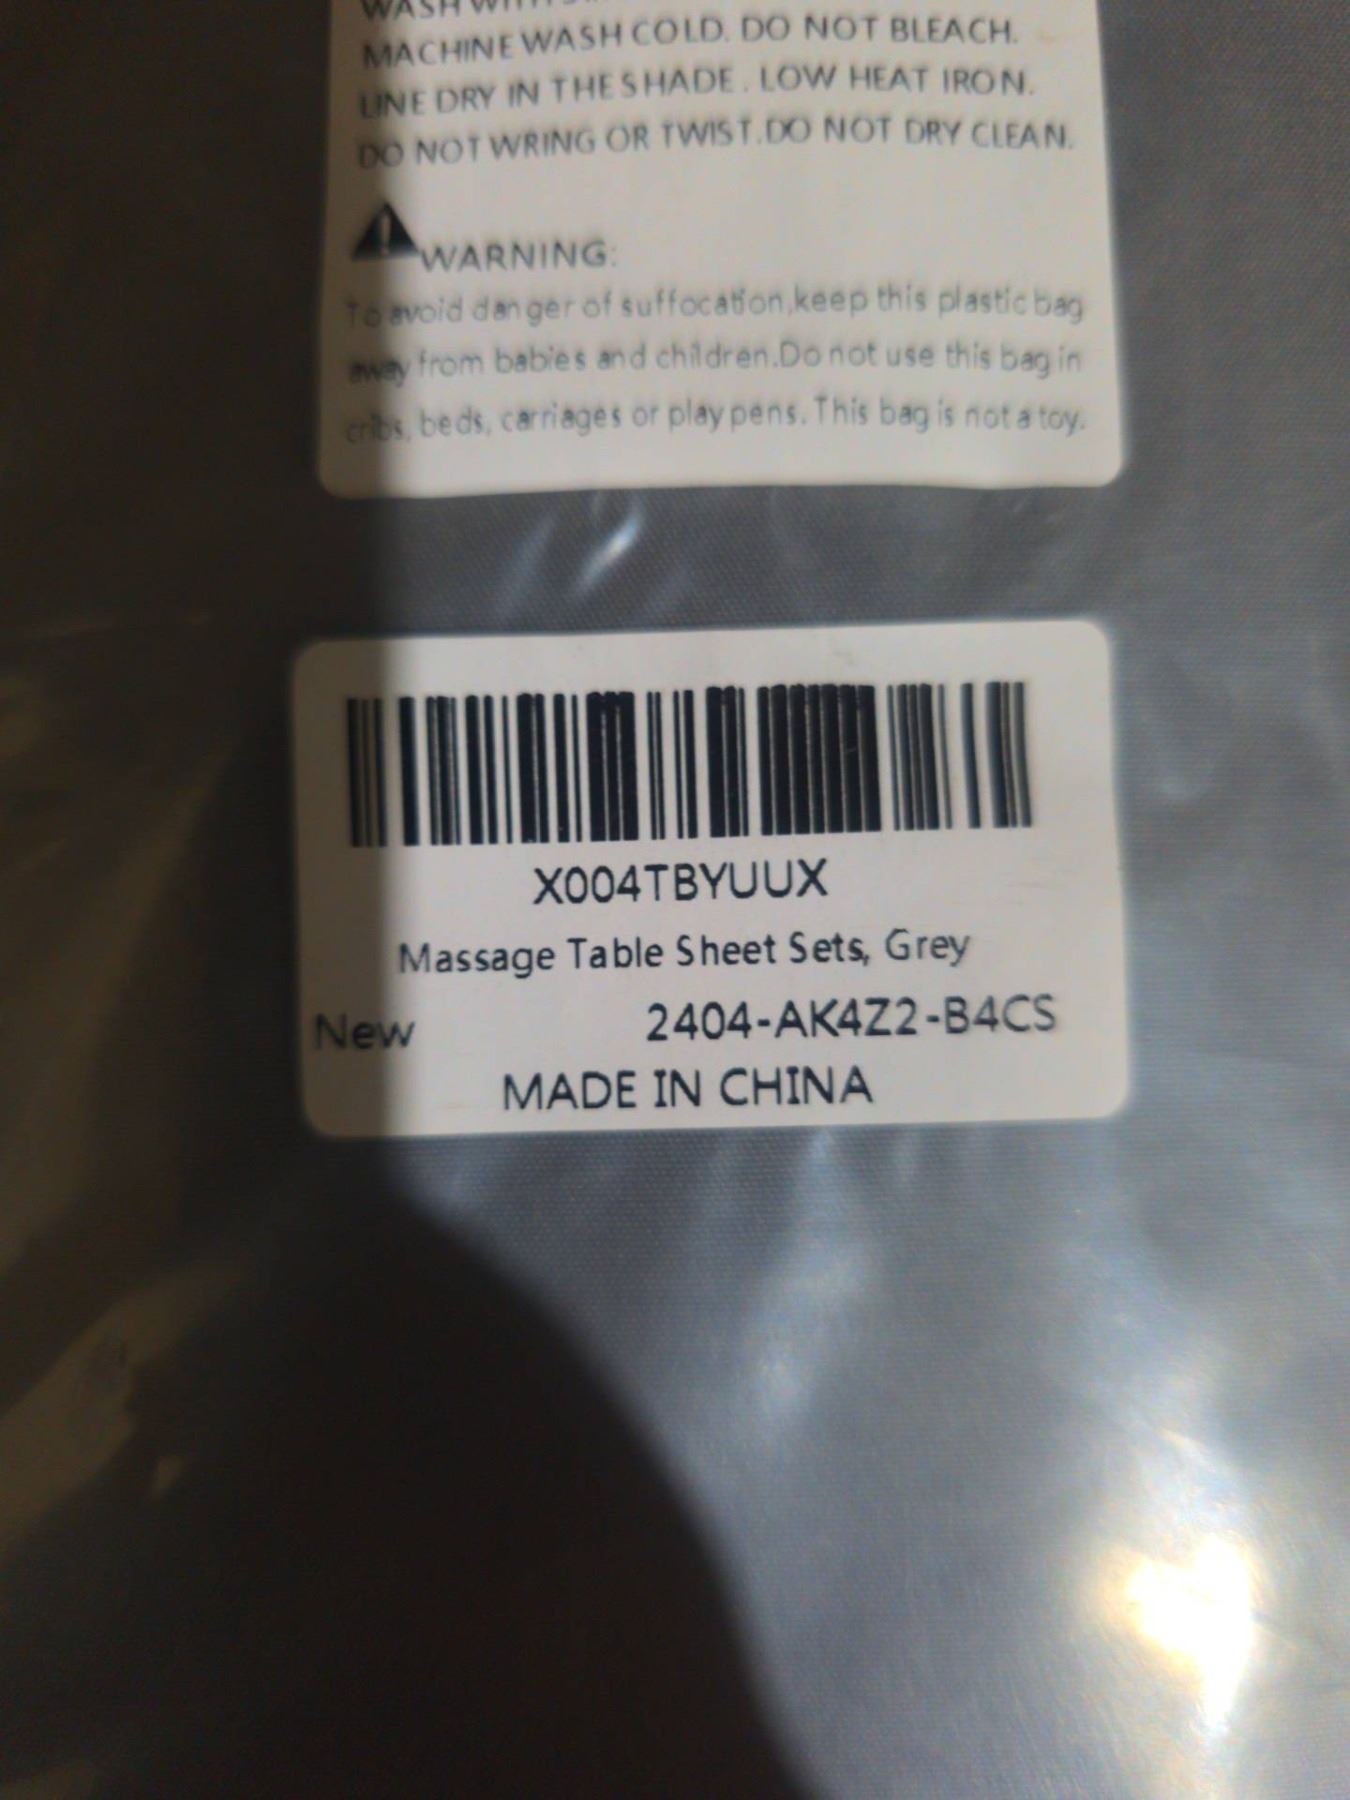 WASH WITH
MACHINE WASH COLD. DO NOT BLEACH.
LINE DRY IN THE SHADE. LOW HEAT IRON.
DO NOT WRING OR TWIST.DO NOT DRY CLEAN.
WARNING:
To avoid danger of suffocation,keep this plastic bag
away from babies and children.Do not use this bag in
cribs, beds, carriages or play pens. This bag is not a toy.
X004TBYUUX
Massage Table Sheet Sets, Grey
New 2404-AK4Z2-B4CS
MADE IN CHINA